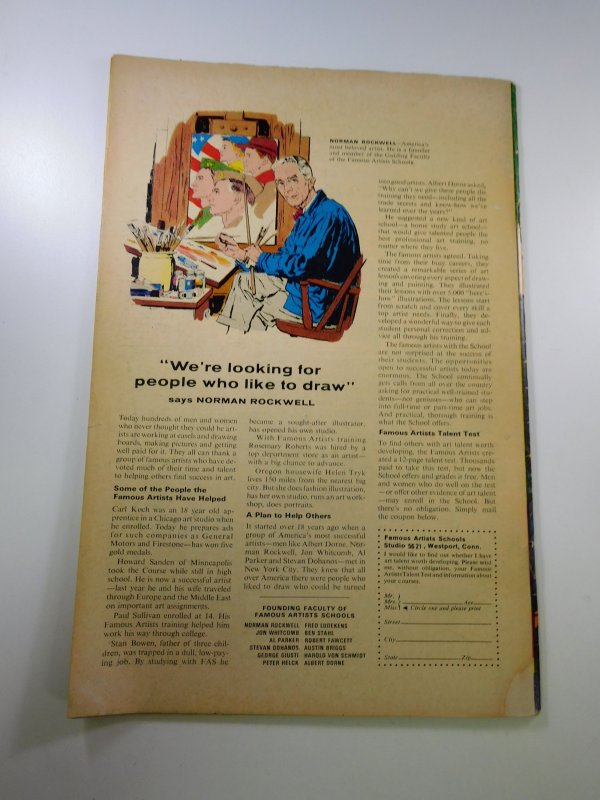 NORMAN ROCKWELL—America's
most beloved artist. He is a founder
and member of the Guiding Faculty
of the Famous Artists Schools.
"We're looking for
people who like to draw"
says NORMAN ROCKWELL
Today hundreds of men and women
who never thought they could be art-
ists are working at easels and drawing
boards, making pictures and getting
well paid for it. They all can thank a
group of famous artists who have de-
voted much of their time and talent
to helping others find success in art.
Some of the People the
Famous Artists Have Helped
Carl Koch was an 18 year old ap-
prentice in a Chicago art studio when
he enrolled. Today he prepares ads
for such companies as General
Motors and Firestone—has won five
gold medals.
Howard Sanden of Minneapolis
took the Course while still in high
school. He is now a successful artist
—last year he and his wife traveled
through Europe and the Middle East
on important art assignments.
Paul Sullivan enrolled at 14. His
Famous Artists training helped him
work his way through college.
Stan Bowen, father of three chil-
dren, was trapped in a dull, low-pay-
ing job. By studying with FAS he
became a sought-after illustrator,
has opened his own studio.
With Famous Artists training
Rosemary Roberts was hired by a
top department store as an artist—
with a big chance to advance.
Oregon housewife Helen Tryk
lives 150 miles from the nearest big
city. But she does fashion illustration,
has her own studio, runs an art work-
shop, does portraits.
A Plan to Help Others
It started over 18 years ago when a
group of America's most successful
artists—men like Albert Dorne, Nor-
man Rockwell, Jon Whitcomb, Al
Parker and Stevan Dohanos—met in
New York City. They knew that all
over America there were people who
liked to draw who could be turned
FOUNDING FACULTY OF
FAMOUS ARTISTS SCHOOLS
NORMAN ROCKWELL FRED LUDEKENS
JON WHITCOMB BEN STAHL
AL PARKER ROBERT FAWCETT
STEVAN DOHANOS AUSTIN BRIGGS
GEORGE GIUSTI HAROLD VON SCHMIDT
PETER HELCK ALBERT DORNE
into good artists. Albert Dorne asked,
"Why can't we give these people the
training they need—including all the
trade secrets and know-how we've
learned over the years?"
He suggested a new kind of art
school—a home study art school—
that would give talented people the
best professional art training, no
matter where they live.
The famous artists agreed. Taking
time from their busy careers, they
created a remarkable series of art
lessons covering every aspect of draw-
ing and painting. They illustrated
their lessons with over 5,000 "here's-
how" illustrations. The lessons start
from scratch and cover every skill a
top artist needs. Finally, they de-
veloped a wonderful way to give each
student personal correction and ad-
vice all through his training.
The famous artists with the School
are not surprised at the success of
their students. The opportunities
open to successful artists today are
enormous. The School continually
gets calls from all over the country
asking for practical well-trained stu-
dents—not geniuses—who can step
into full-time or part-time art jobs.
And practical, thorough training is
what the School offers.
Famous Artists Talent Test
To find others with art talent worth
developing, the Famous Artists cre-
ated a 12-page talent test. Thousands
paid to take this test, but now the
School offers and grades it free. Men
and women who do well on the test
—or offer other evidence of art talent
—may enroll in the School. But
there's no obligation. Simply mail
the coupon below.
Famous Artists Schools
Studio 5621, Westport, Conn.
I would like to find out whether I have
art talent worth developing. Please send
me, without obligation, your Famous
Artists Talent Test and information about
your courses.
Mr.
Mrs. Age
Miss Circle one and please print
Street
City
State Zip